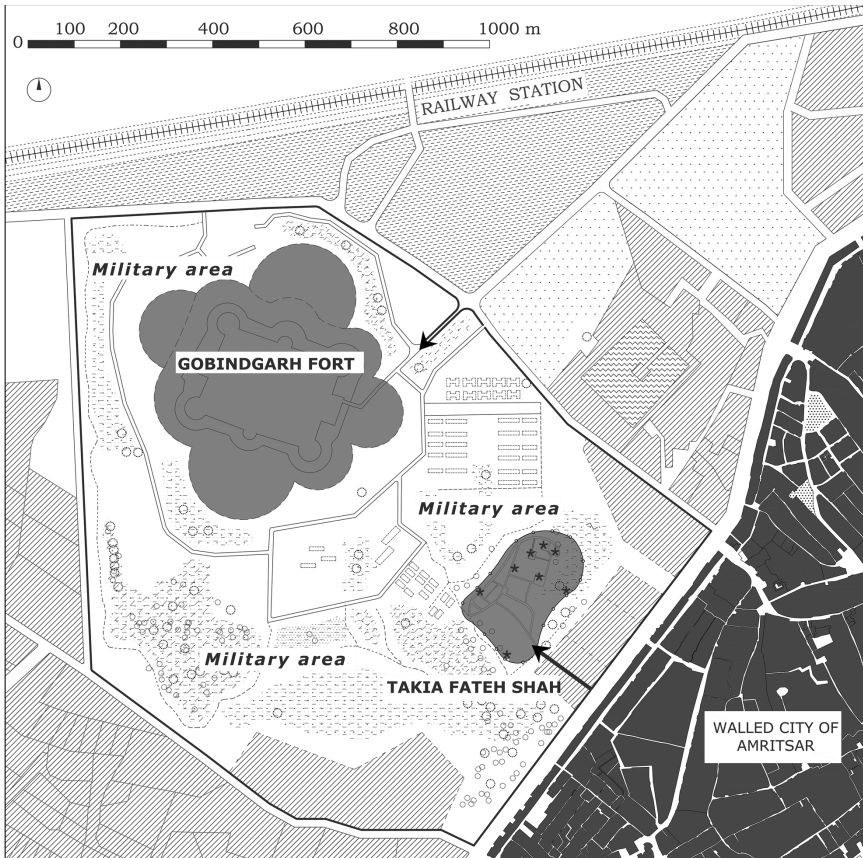 0 100 200 400 600 800 1000 m
RAILWAY STATION
Military area
GOBINDGARH FORT
Military area
Military area
TAKIA FATEH SHAH
WALLED CITY OF
AMRITSAR